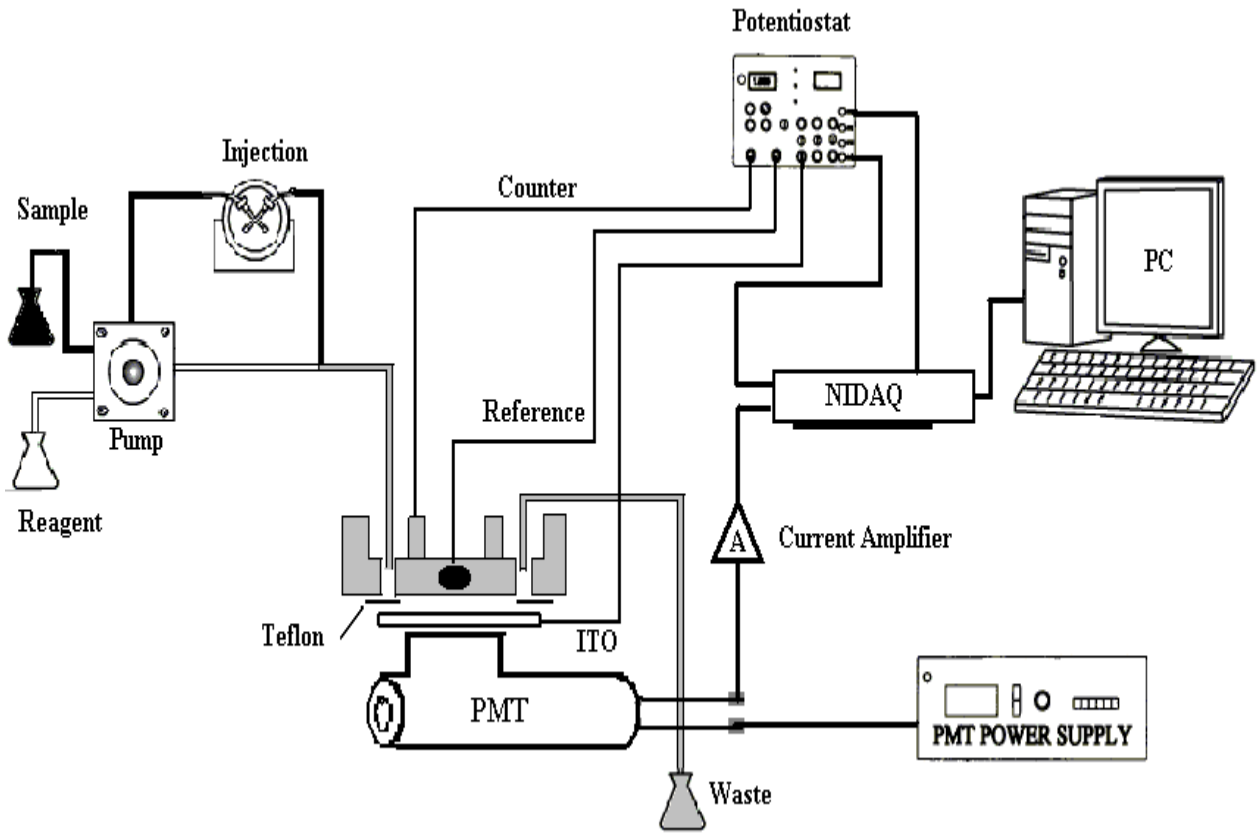 Potentiostat
Injection
Counter
Sample
PC
NIDAQ
Reference
Pump
Reagent
A
Current Amplifier
Teflon
ITO
PMT
PMT POWER SUPPLY
Waste